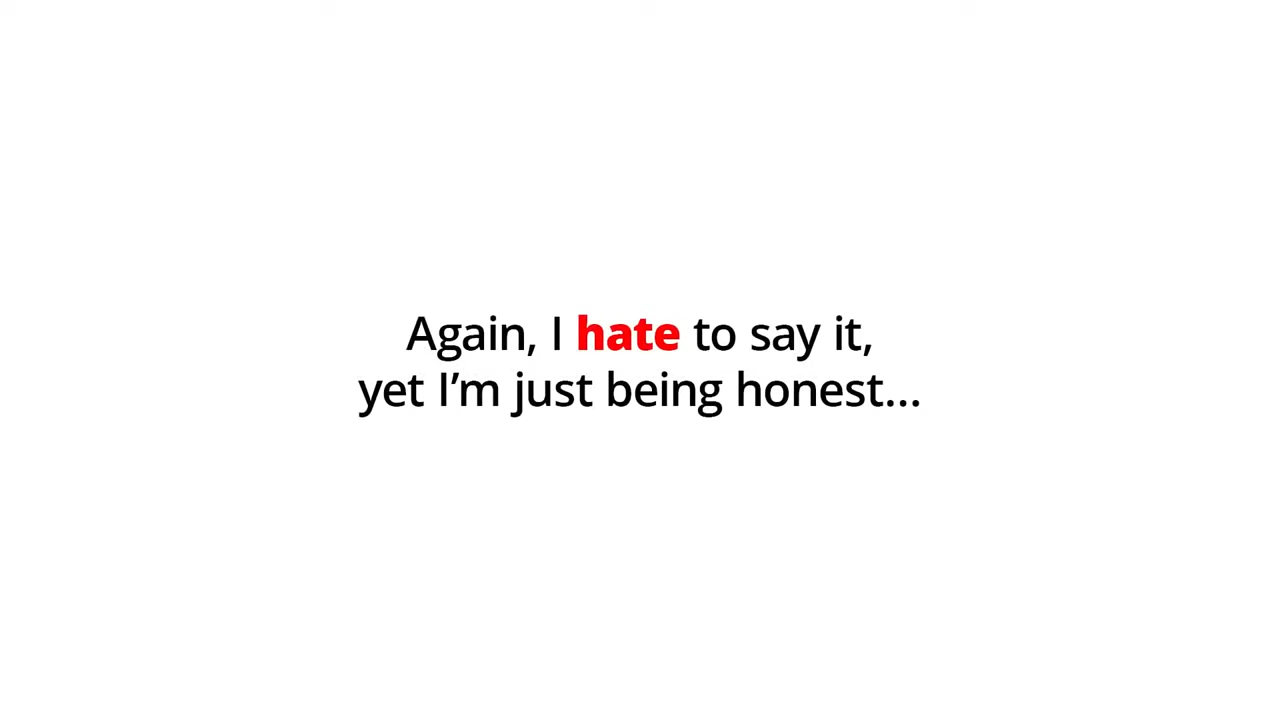 Again, I hate to say it,
yet I’m just being honest...